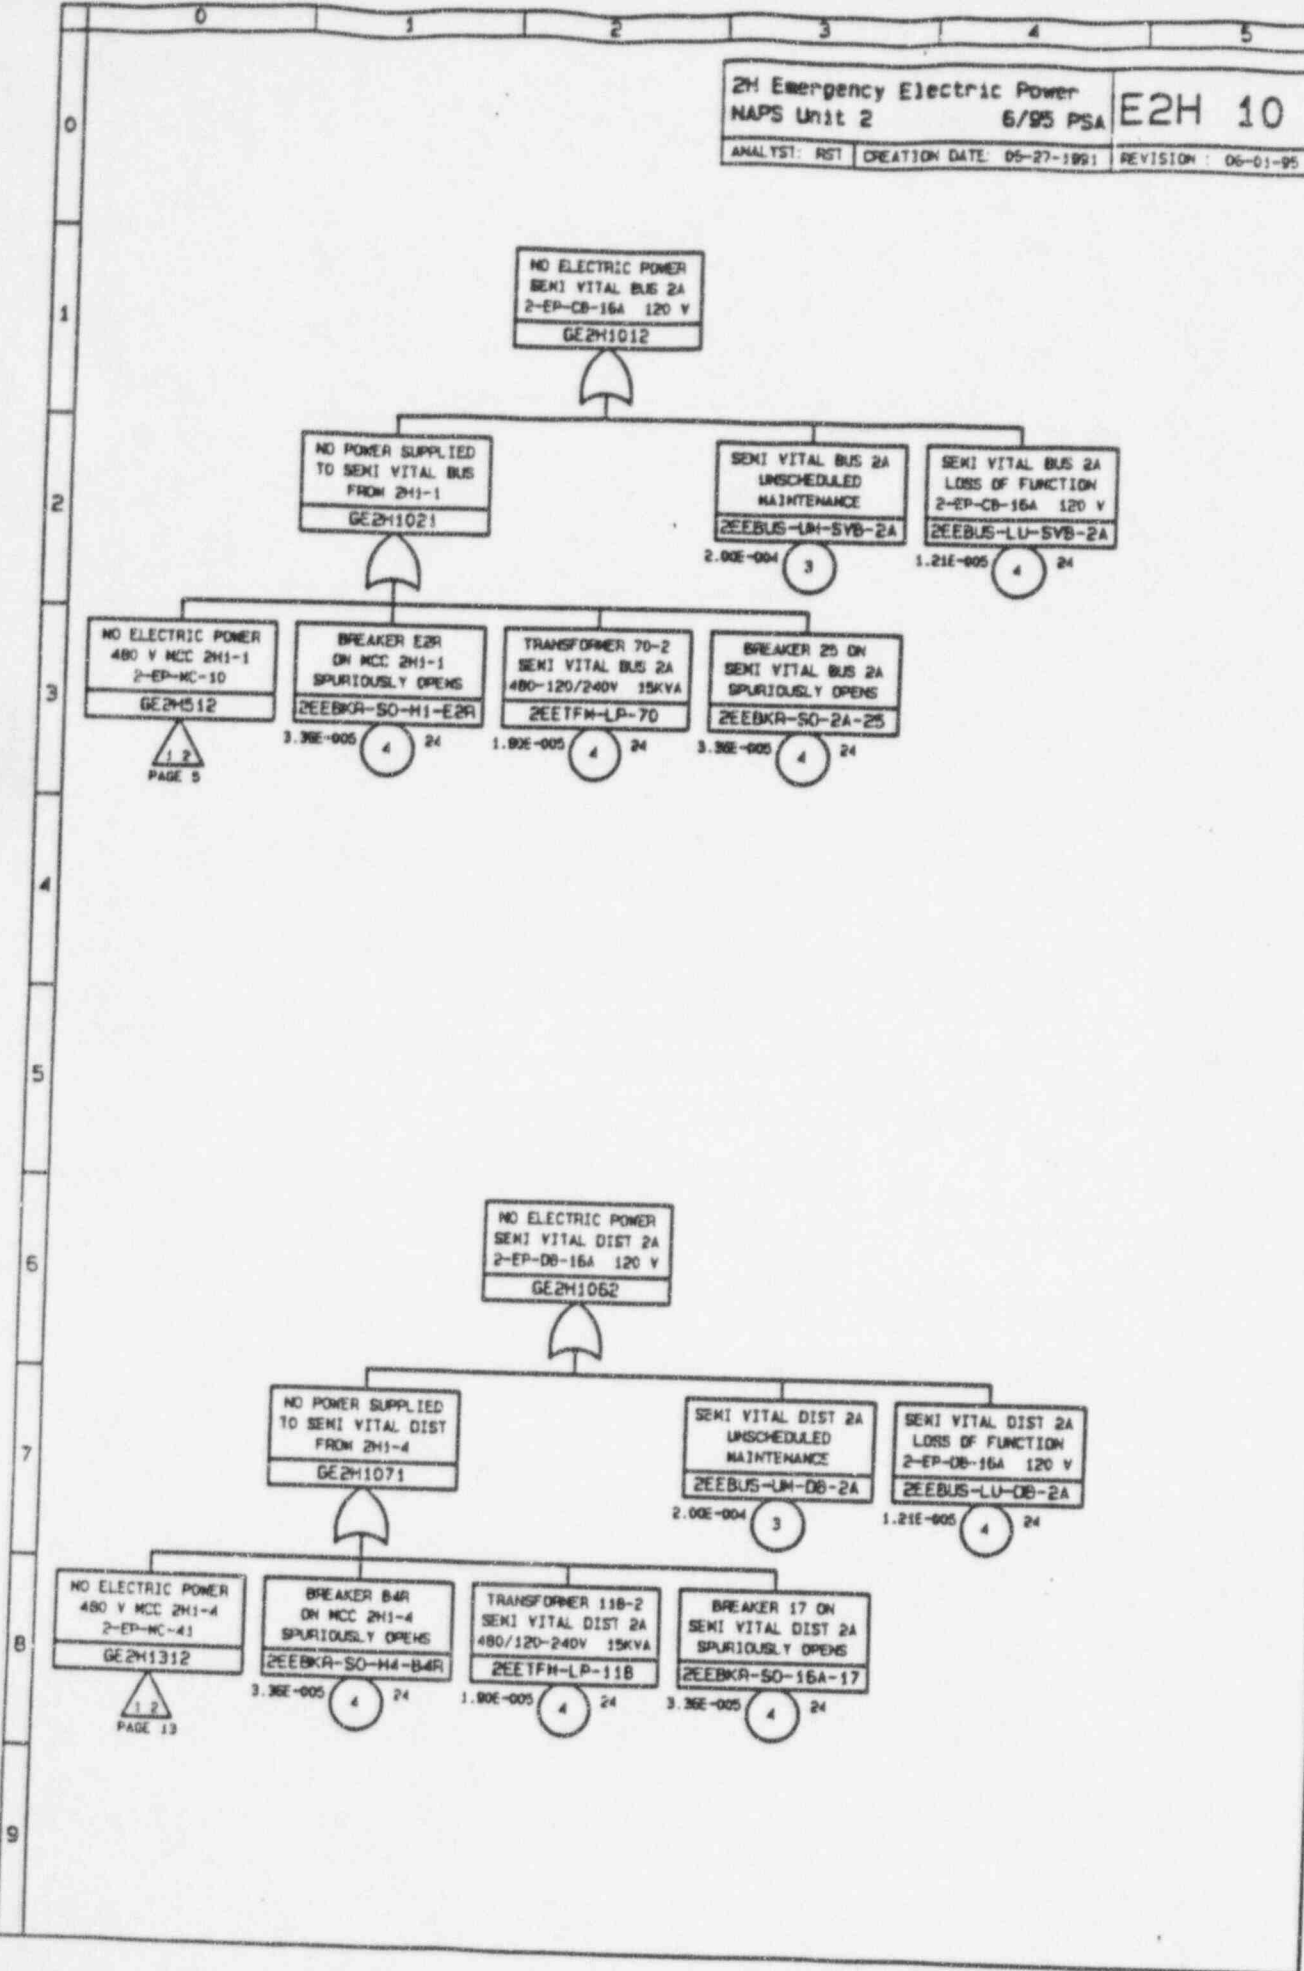 0 1 2 3 4 5
2H Emergency Electric Power
NAPS Unit 2 6/95 PSA
E2H 10
ANALYST: RST CREATION DATE: 05-27-1991 REVISION : 06-01-95
0
1
2
3
4
5
6
7
8
9
NO ELECTRIC POWER
SEMI VITAL BUS 2A
2-EP-CB-16A 120 V
GE2H1012
NO POWER SUPPLIED
TO SEMI VITAL BUS
FROM 2H1-1
GE2H1021
SEMI VITAL BUS 2A
UNSCHEDULED
MAINTENANCE
2EEBUS-UM-SVB-2A
2.00E-004 3
SEMI VITAL BUS 2A
LOSS OF FUNCTION
2-EP-CB-16A 120 V
2EEBUS-LU-SVB-2A
1.21E-005 4 24
NO ELECTRIC POWER
480 V MCC 2H1-1
2-EP-MC-10
GE2H512
1 2
PAGE 5
BREAKER E2R
ON MCC 2H1-1
SPURIOUSLY OPENS
2EEBKR-SO-H1-E2R
3.36E-005 4 24
TRANSFORMER 70-2
SEMI VITAL BUS 2A
480-120/240V 15KVA
2EETFM-LP-70
1.90E-005 4 24
BREAKER 25 ON
SEMI VITAL BUS 2A
SPURIOUSLY OPENS
2EEBKR-SO-2A-25
3.36E-005 4 24
NO ELECTRIC POWER
SEMI VITAL DIST 2A
2-EP-DB-16A 120 V
GE2H1062
NO POWER SUPPLIED
TO SEMI VITAL DIST
FROM 2H1-4
GE2H1071
SEMI VITAL DIST 2A
UNSCHEDULED
MAINTENANCE
2EEBUS-UM-DB-2A
2.00E-004 3
SEMI VITAL DIST 2A
LOSS OF FUNCTION
2-EP-DB-16A 120 V
2EEBUS-LU-DB-2A
1.21E-005 4 24
NO ELECTRIC POWER
480 V MCC 2H1-4
2-EP-MC-41
GE2H1312
1 2
PAGE 13
BREAKER B4R
ON MCC 2H1-4
SPURIOUSLY OPENS
2EEBKR-SO-H4-B4R
3.36E-005 4 24
TRANSFORMER 118-2
SEMI VITAL DIST 2A
480/120-240V 15KVA
2EETFM-LP-118
1.90E-005 4 24
BREAKER 17 ON
SEMI VITAL DIST 2A
SPURIOUSLY OPENS
2EEBKR-SO-16A-17
3.36E-005 4 24